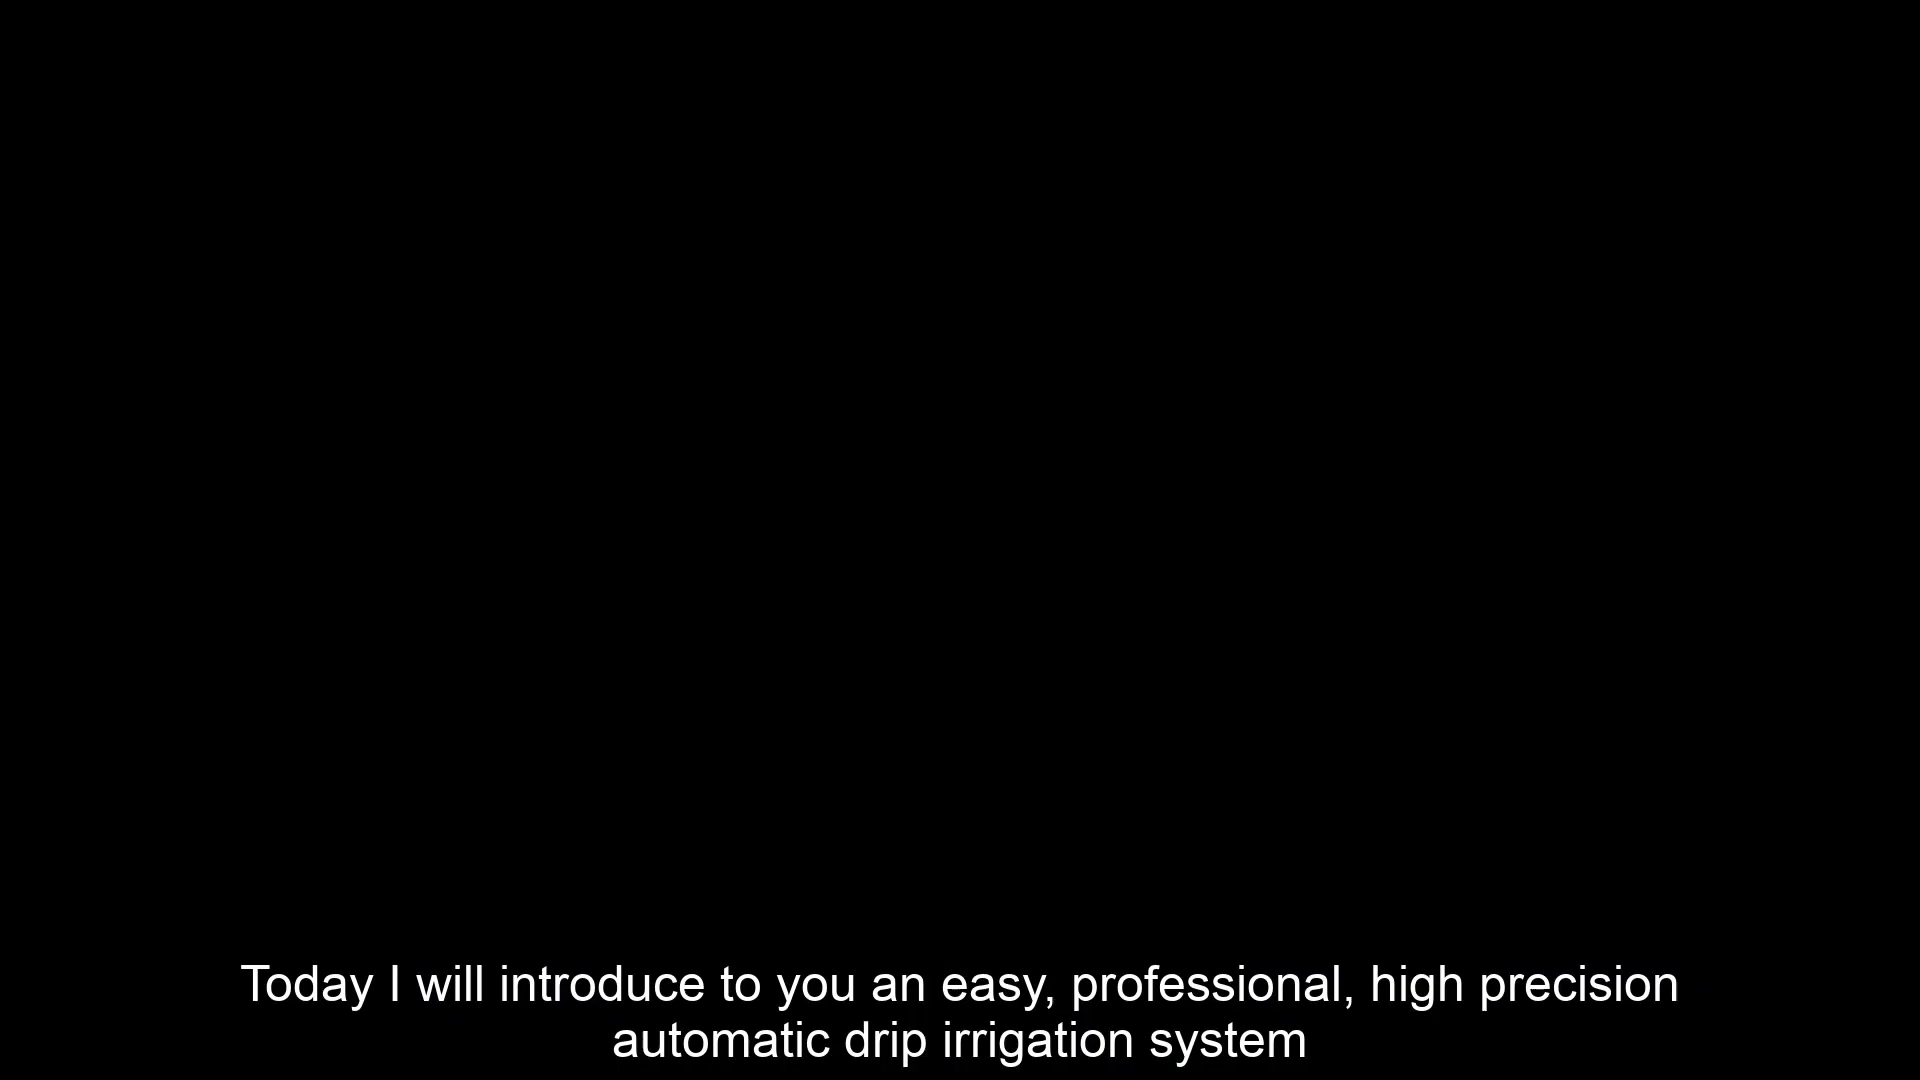 Today I will introduce to you an easy, professional, high precision
automatic drip irrigation system